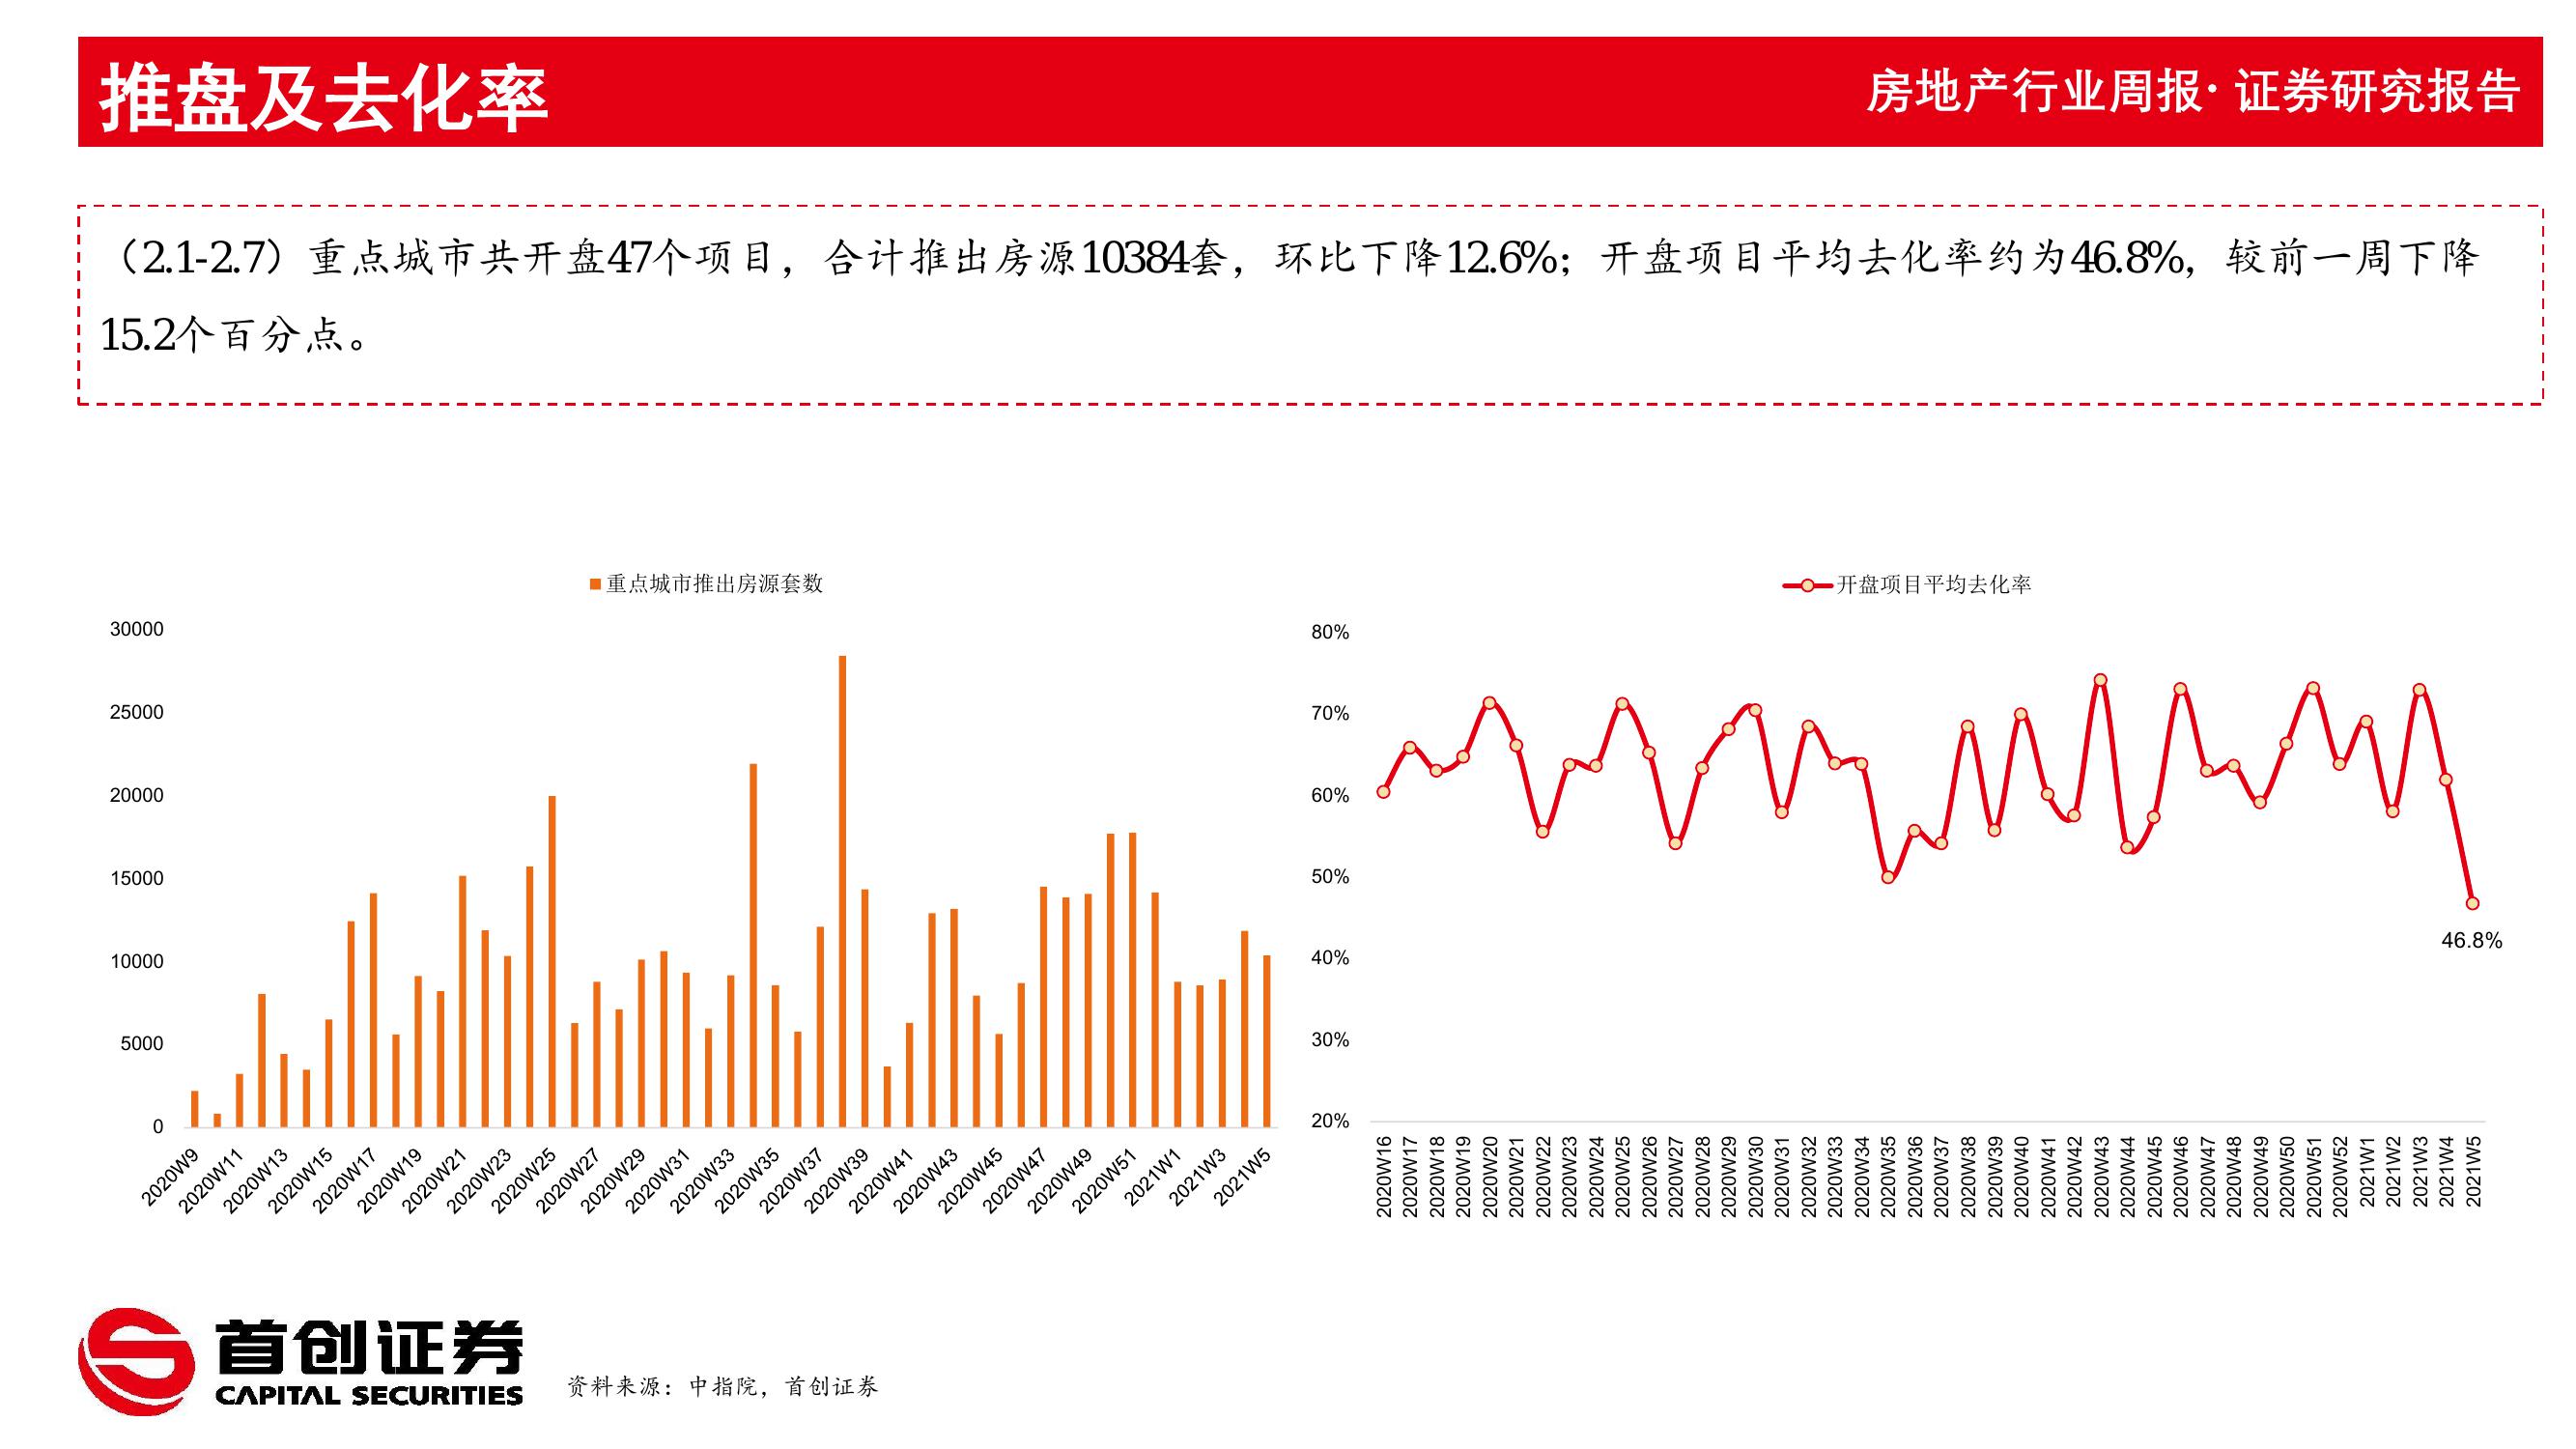 推盘及去化率
房地产行业周报· 证券研究报告
（2.1-2.7）重点城市共开盘47个项目，合计推出房源10384套，环比下降12.6%；开盘项目平均去化率约为46.8%，较前一周下降
15.2个百分点。
重点城市推出房源套数
30000
25000
20000
15000
10000
5000
0
2020W9
2020W11
2020W13
2020W15
2020W17
2020W19
2020W21
2020W23
2020W25
2020W27
2020W29
2020W31
2020W33
2020W35
2020W37
2020W39
2020W41
2020W43
2020W45
2020W47
2020W49
2020W51
2021W1
2021W3
2021W5
开盘项目平均去化率
80%
70%
60%
50%
40%
30%
20%
46.8%
2020W16
2020W17
2020W18
2020W19
2020W20
2020W21
2020W22
2020W23
2020W24
2020W25
2020W26
2020W27
2020W28
2020W29
2020W30
2020W31
2020W32
2020W33
2020W34
2020W35
2020W36
2020W37
2020W38
2020W39
2020W40
2020W41
2020W42
2020W43
2020W44
2020W45
2020W46
2020W47
2020W48
2020W49
2020W50
2020W51
2020W52
2021W1
2021W2
2021W3
2021W4
2021W5
首创证券
CAPITAL SECURITIES
资料来源：中指院，首创证券